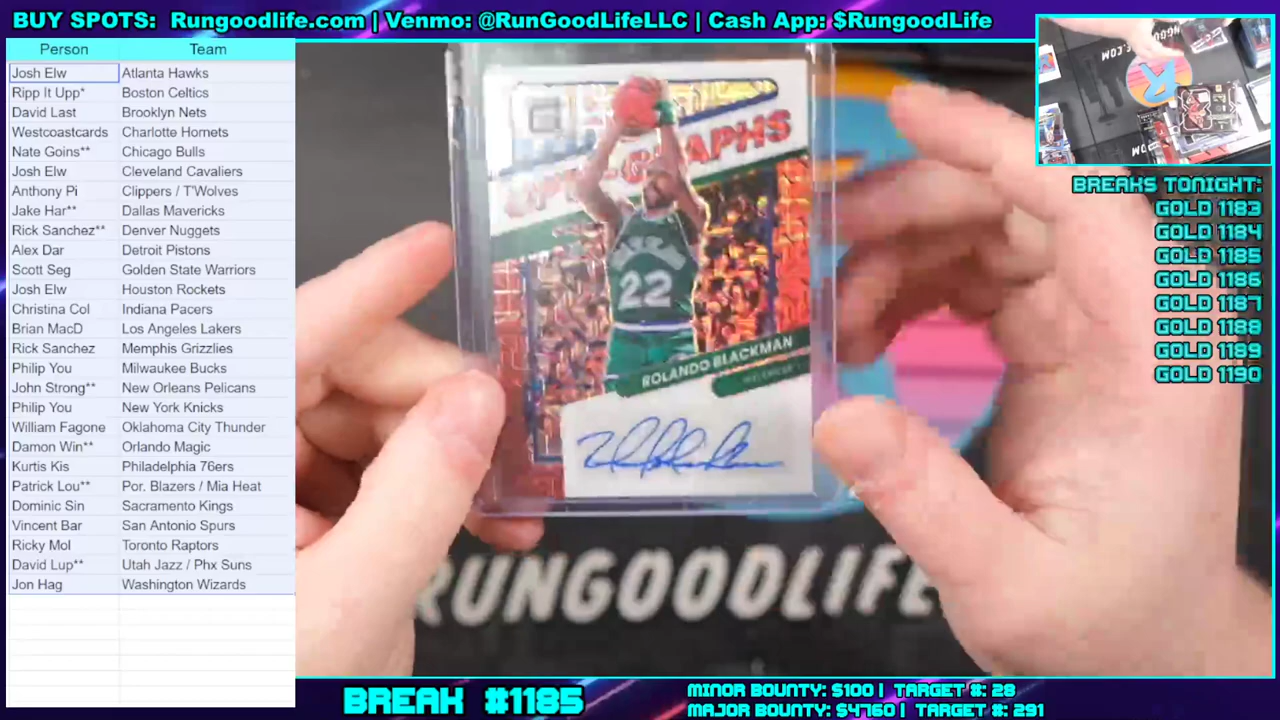 BUY SPOTS: Rungoodlife.com | Venmo: @RunGoodLifeLLC | Cash App: $RungoodLife
Person Team
Josh Elw Atlanta Hawks
Ripp It Upp* Boston Celtics
David Last Brooklyn Nets
Westcoastcards Charlotte Hornets
Nate Goins** Chicago Bulls
Josh Elw Cleveland Cavaliers
Anthony Pi Clippers / T'Wolves
Jake Har** Dallas Mavericks
Rick Sanchez** Denver Nuggets
Alex Dar Detroit Pistons
Scott Seg Golden State Warriors
Josh Elw Houston Rockets
Christina Col Indiana Pacers
Brian MacD Los Angeles Lakers
Rick Sanchez Memphis Grizzlies
Philip You Milwaukee Bucks
John Strong** New Orleans Pelicans
Philip You New York Knicks
William Fagone Oklahoma City Thunder
Damon Win** Orlando Magic
Kurtis Kis Philadelphia 76ers
Patrick Lou** Por. Blazers / Mia Heat
Dominic Sin Sacramento Kings
Vincent Bar San Antonio Spurs
Ricky Mol Toronto Raptors
David Lup** Utah Jazz / Phx Suns
Jon Hag Washington Wizards
22
ROLANDO BLACKMAN
RUNGOODLIFE
BREAKS TONIGHT:
GOLD 1183
GOLD 1184
GOLD 1185
GOLD 1186
GOLD 1187
GOLD 1188
GOLD 1189
GOLD 1190
BREAK #1185
MINOR BOUNTY: $100 | TARGET #: 28
MAJOR BOUNTY: $4760 | TARGET #: 291